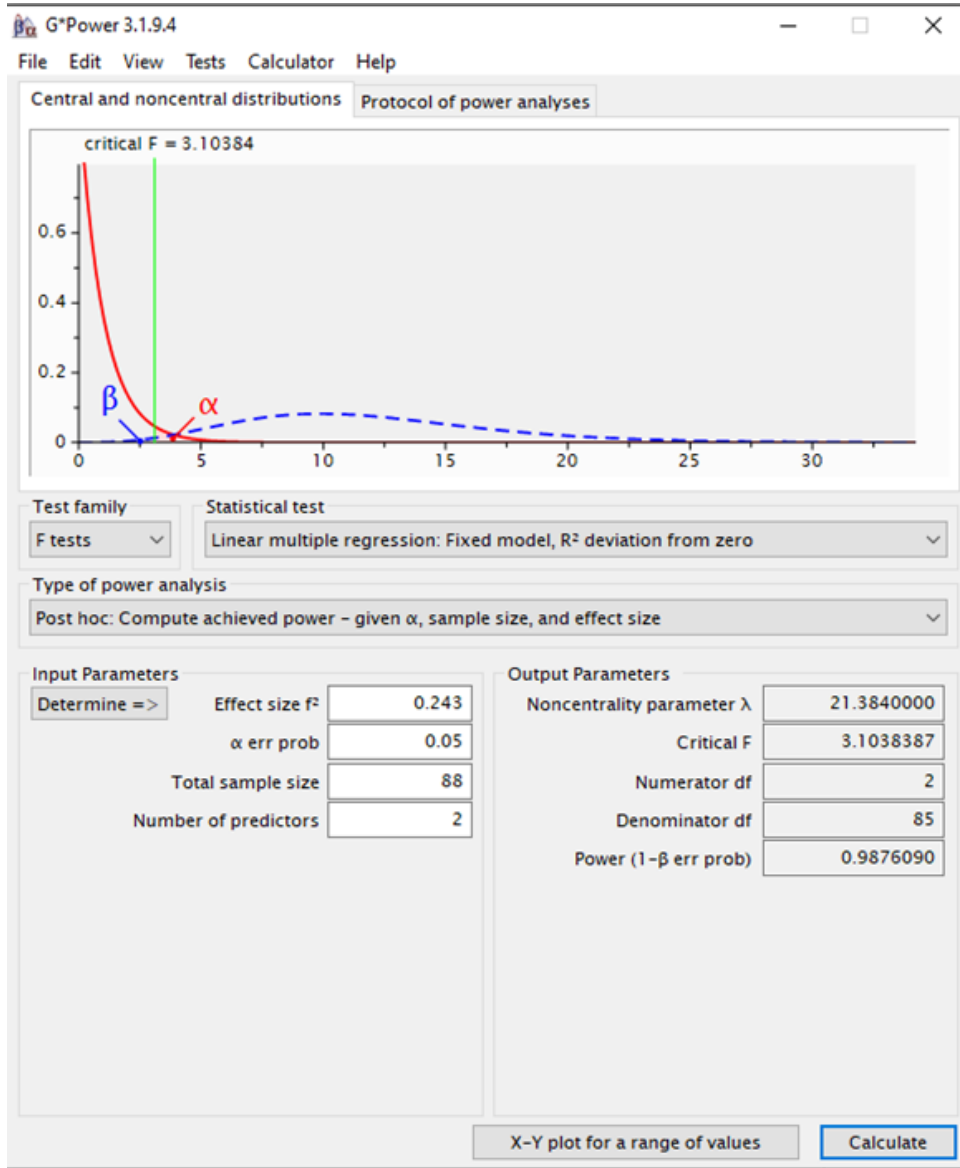 βα G*Power 3.1.9.4
File Edit View Tests Calculator Help
Central and noncentral distributions Protocol of power analyses
critical F = 3.10384
0.6
0.4
0.2
β α
0
0 5 10 15 20 25 30
Test family Statistical test
F tests Linear multiple regression: Fixed model, R² deviation from zero
Type of power analysis
Post hoc: Compute achieved power – given α, sample size, and effect size
Input Parameters Output Parameters
Determine => Effect size f² 0.243 Noncentrality parameter λ 21.3840000
α err prob 0.05 Critical F 3.1038387
Total sample size 88 Numerator df 2
Number of predictors 2 Denominator df 85
Power (1–β err prob) 0.9876090
X–Y plot for a range of values Calculate